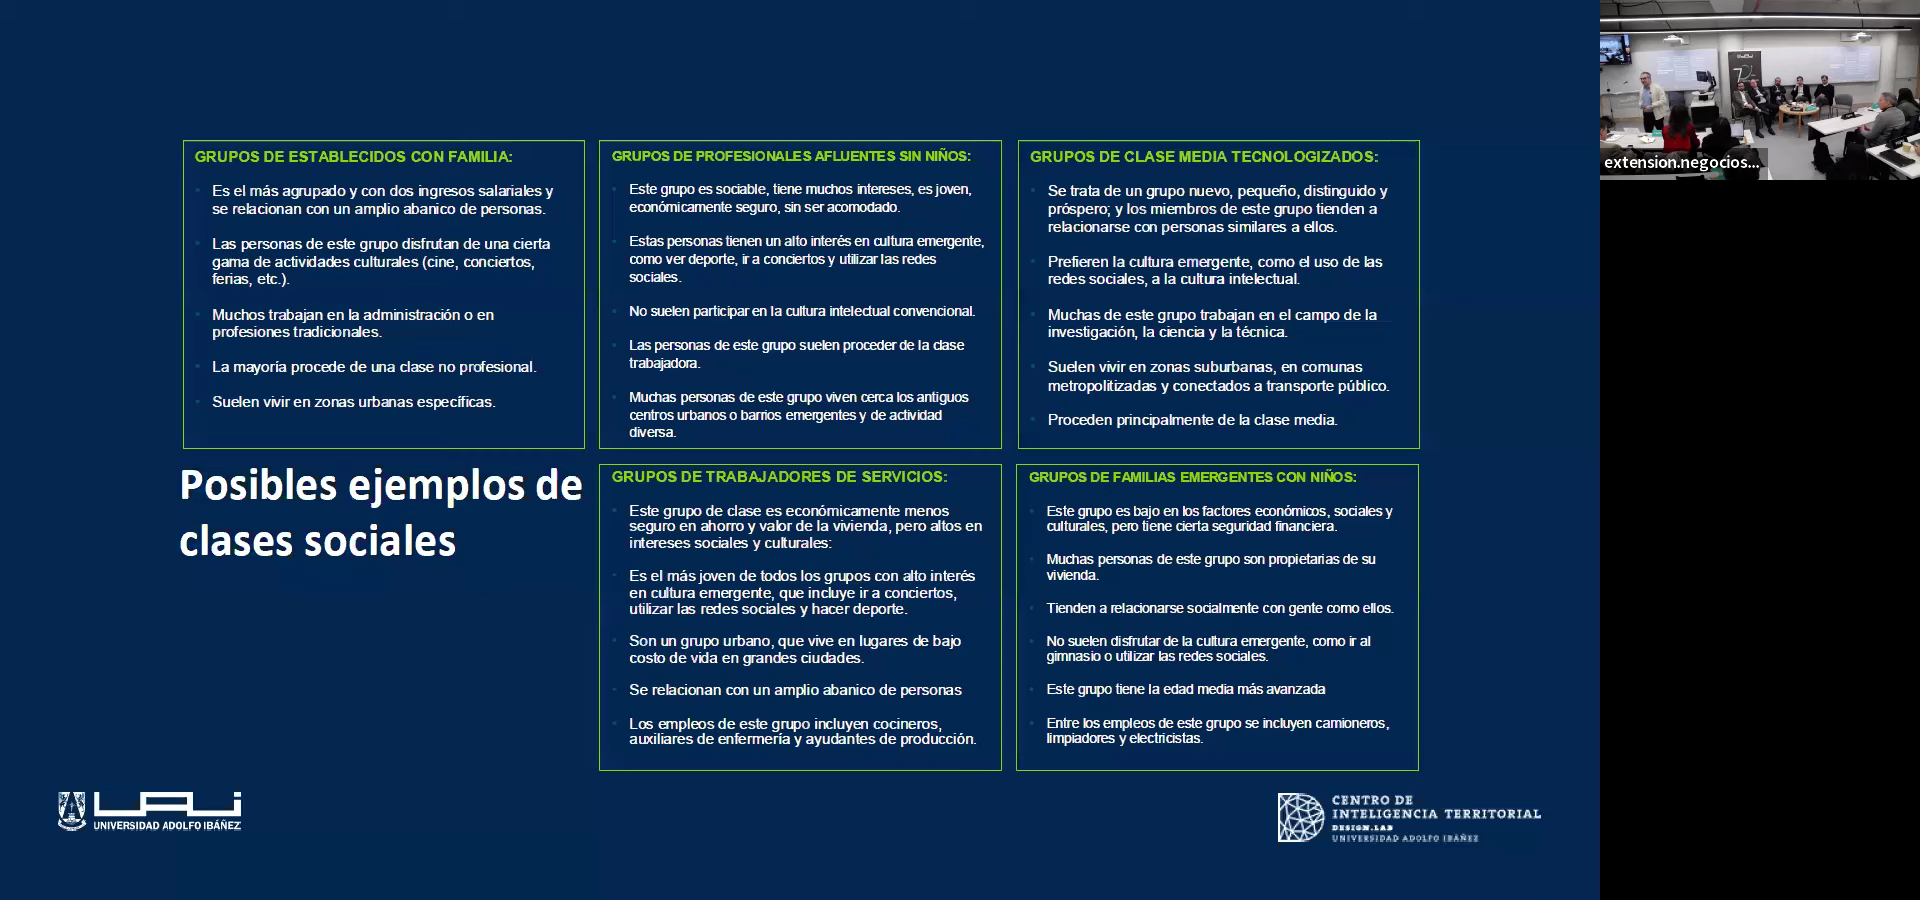 GRUPOS DE ESTABLECIDOS CON FAMILIA:
Es el más agrupado y con dos ingresos salariales y
se relacionan con un amplio abanico de personas.
Las personas de este grupo disfrutan de una cierta
gama de actividades culturales (cine, conciertos,
ferias, etc.).
Muchos trabajan en la administración o en
profesiones tradicionales.
La mayoría procede de una clase no profesional.
Suelen vivir en zonas urbanas específicas.
GRUPOS DE PROFESIONALES AFLUENTES SIN NIÑOS:
Este grupo es sociable, tiene muchos intereses, es joven,
económicamente seguro, sin ser acomodado.
Estas personas tienen un alto interés en cultura emergente,
como ver deporte, ir a conciertos y utilizar las redes
sociales.
No suelen participar en la cultura intelectual convencional.
Las personas de este grupo suelen proceder de la clase
trabajadora.
Muchas personas de este grupo viven cerca los antiguos
centros urbanos o barrios emergentes y de actividad
diversa.
GRUPOS DE CLASE MEDIA TECNOLOGIZADOS:
Se trata de un grupo nuevo, pequeño, distinguido y
próspero; y los miembros de este grupo tienden a
relacionarse con personas similares a ellos.
Prefieren la cultura emergente, como el uso de las
redes sociales, a la cultura intelectual.
Muchas de este grupo trabajan en el campo de la
investigación, la ciencia y la técnica.
Suelen vivir en zonas suburbanas, en comunas
metropolitizadas y conectados a transporte público.
Proceden principalmente de la clase media.
Posibles ejemplos de
clases sociales
GRUPOS DE TRABAJADORES DE SERVICIOS:
Este grupo de clase es económicamente menos
seguro en ahorro y valor de la vivienda, pero altos en
intereses sociales y culturales:
Es el más joven de todos los grupos con alto interés
en cultura emergente, que incluye ir a conciertos,
utilizar las redes sociales y hacer deporte.
Son un grupo urbano, que vive en lugares de bajo
costo de vida en grandes ciudades.
Se relacionan con un amplio abanico de personas
Los empleos de este grupo incluyen cocineros,
auxiliares de enfermería y ayudantes de producción.
GRUPOS DE FAMILIAS EMERGENTES CON NIÑOS:
Este grupo es bajo en los factores económicos, sociales y
culturales, pero tiene cierta seguridad financiera.
Muchas personas de este grupo son propietarias de su
vivienda.
Tienden a relacionarse socialmente con gente como ellos.
No suelen disfrutar de la cultura emergente, como ir al
gimnasio o utilizar las redes sociales.
Este grupo tiene la edad media más avanzada
Entre los empleos de este grupo se incluyen camioneros,
limpiadores y electricistas.
UAI
UNIVERSIDAD ADOLFO IBÁÑEZ
CENTRO DE
INTELIGENCIA TERRITORIAL
DESIGN.LAB
UNIVERSIDAD ADOLFO IBÁÑEZ
extension.negocios...